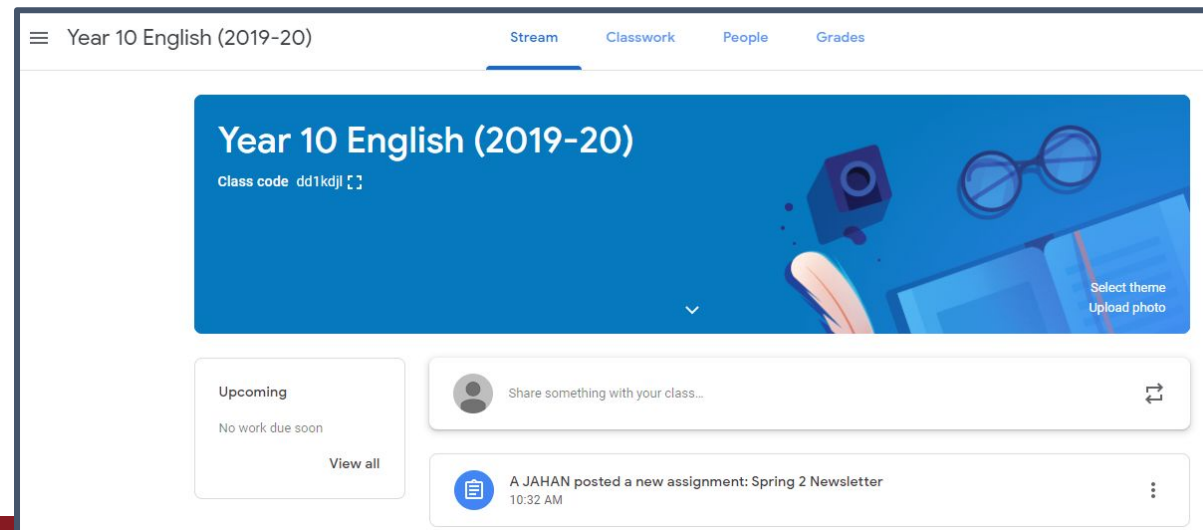 Year 10 English (2019-20)
Stream Classwork People Grades
Year 10 English (2019-20)
Class code dd1kdjl
Select theme
Upload photo
Upcoming
No work due soon
View all
Share something with your class...
A JAHAN posted a new assignment: Spring 2 Newsletter
10:32 AM